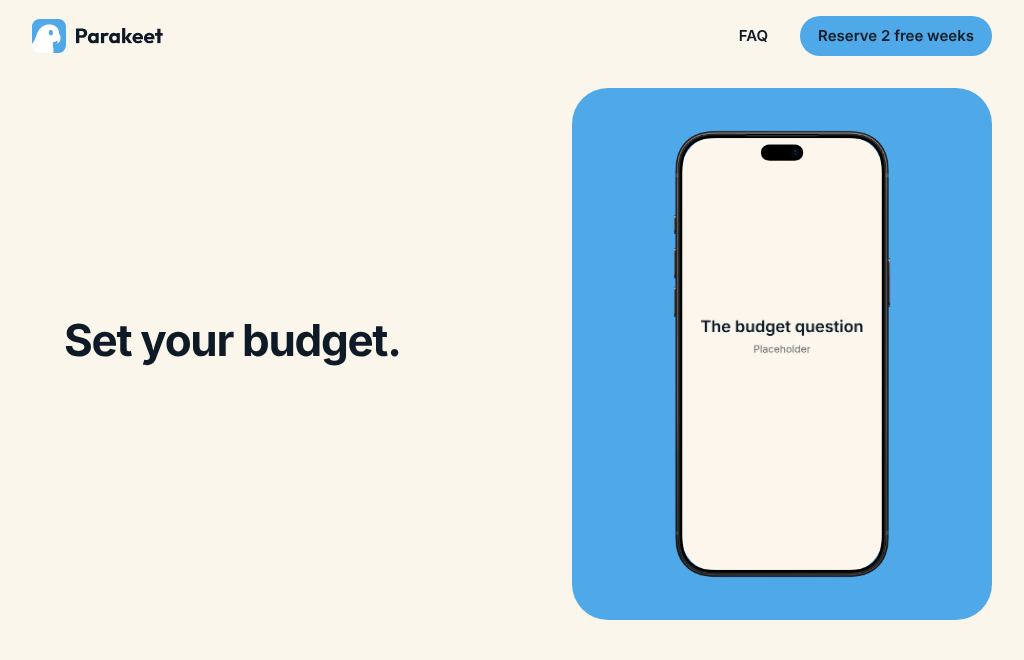 Parakeet
FAQ
Reserve 2 free weeks
Set your budget.
The budget question
Placeholder